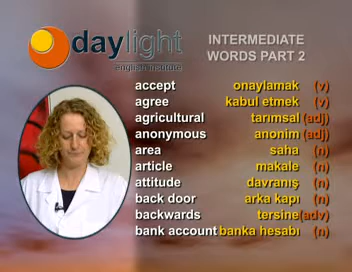 daylight
english institute
INTERMEDIATE
WORDS PART 2
accept onaylamak (v)
agree kabul etmek (v)
agricultural tarımsal (adj)
anonymous anonim (adj)
area saha (n)
article makale (n)
attitude davranış (n)
back door arka kapı (n)
backwards tersine (adv)
bank account banka hesabı (n)